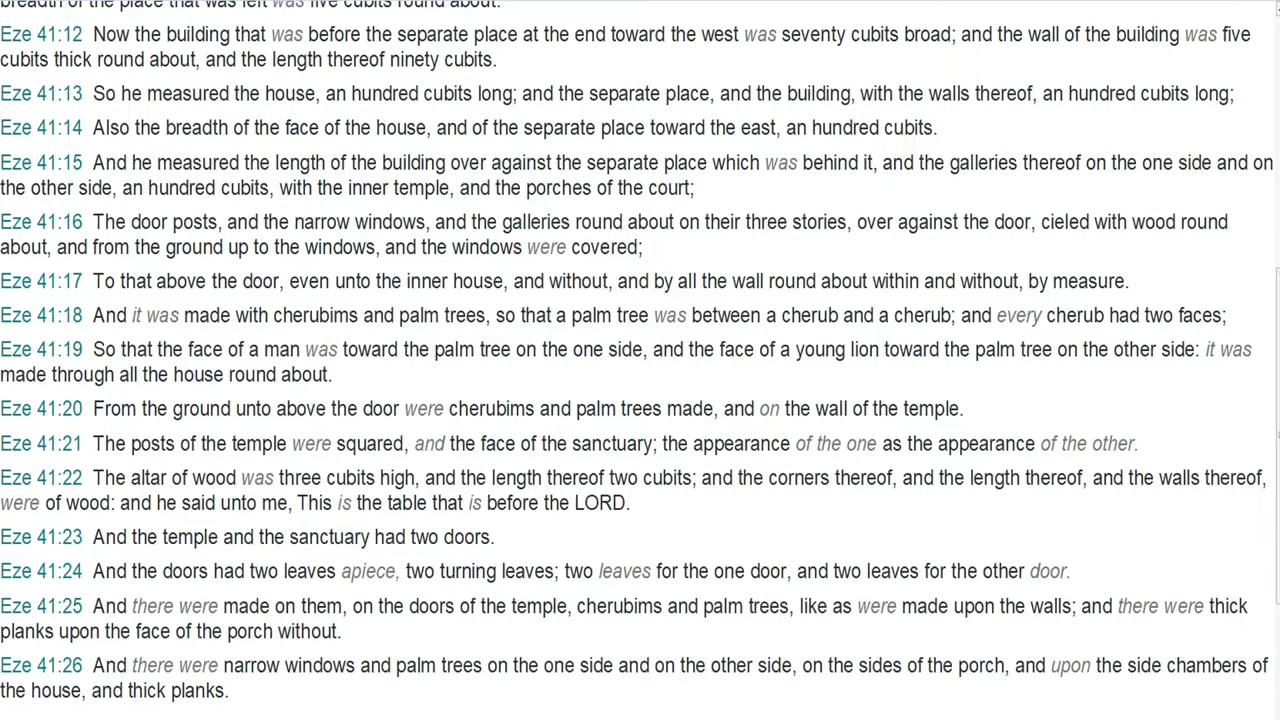 breadth of the place that was left was five cubits round about.
Eze 41:12 Now the building that was before the separate place at the end toward the west was seventy cubits broad; and the wall of the building was five
cubits thick round about, and the length thereof ninety cubits.
Eze 41:13 So he measured the house, an hundred cubits long; and the separate place, and the building, with the walls thereof, an hundred cubits long;
Eze 41:14 Also the breadth of the face of the house, and of the separate place toward the east, an hundred cubits.
Eze 41:15 And he measured the length of the building over against the separate place which was behind it, and the galleries thereof on the one side and on
the other side, an hundred cubits, with the inner temple, and the porches of the court;
Eze 41:16 The door posts, and the narrow windows, and the galleries round about on their three stories, over against the door, cieled with wood round
about, and from the ground up to the windows, and the windows were covered;
Eze 41:17 To that above the door, even unto the inner house, and without, and by all the wall round about within and without, by measure.
Eze 41:18 And it was made with cherubims and palm trees, so that a palm tree was between a cherub and a cherub; and every cherub had two faces;
Eze 41:19 So that the face of a man was toward the palm tree on the one side, and the face of a young lion toward the palm tree on the other side: it was
made through all the house round about.
Eze 41:20 From the ground unto above the door were cherubims and palm trees made, and on the wall of the temple.
Eze 41:21 The posts of the temple were squared, and the face of the sanctuary; the appearance of the one as the appearance of the other.
Eze 41:22 The altar of wood was three cubits high, and the length thereof two cubits; and the corners thereof, and the length thereof, and the walls thereof,
were of wood: and he said unto me, This is the table that is before the LORD.
Eze 41:23 And the temple and the sanctuary had two doors.
Eze 41:24 And the doors had two leaves apiece, two turning leaves; two leaves for the one door, and two leaves for the other door.
Eze 41:25 And there were made on them, on the doors of the temple, cherubims and palm trees, like as were made upon the walls; and there were thick
planks upon the face of the porch without.
Eze 41:26 And there were narrow windows and palm trees on the one side and on the other side, on the sides of the porch, and upon the side chambers of
the house, and thick planks.